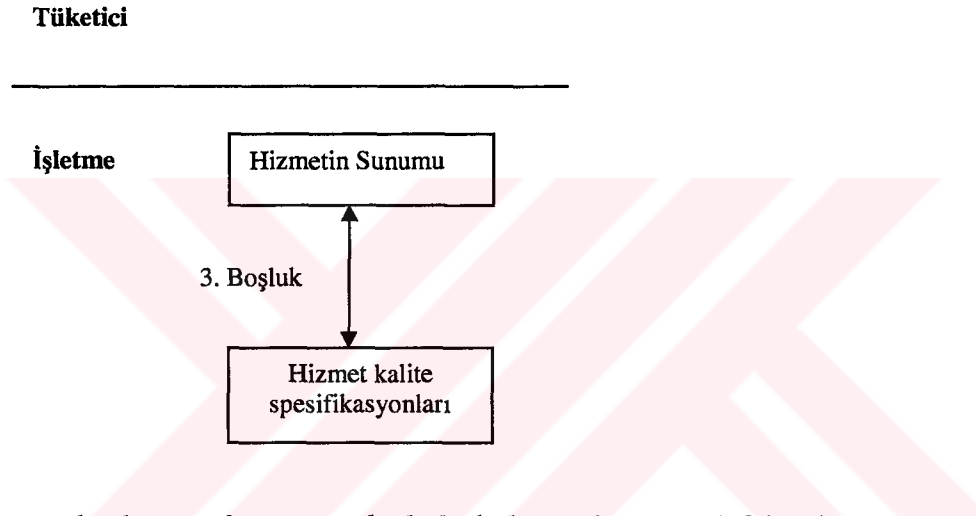 Tüketici
İşletme
Hizmetin Sunumu
3. Boşluk
Hizmet kalite
spesifikasyonları